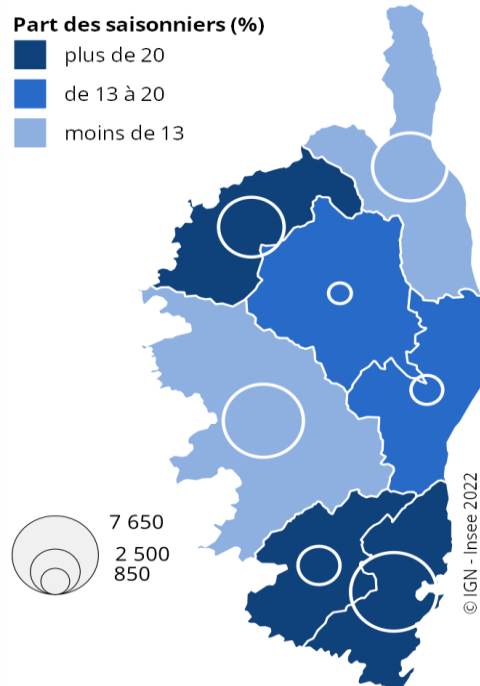 Part des saisonniers (%)
plus de 20
de 13 à 20
moins de 13
7 650
2 500
850
© IGN - Insee 2022